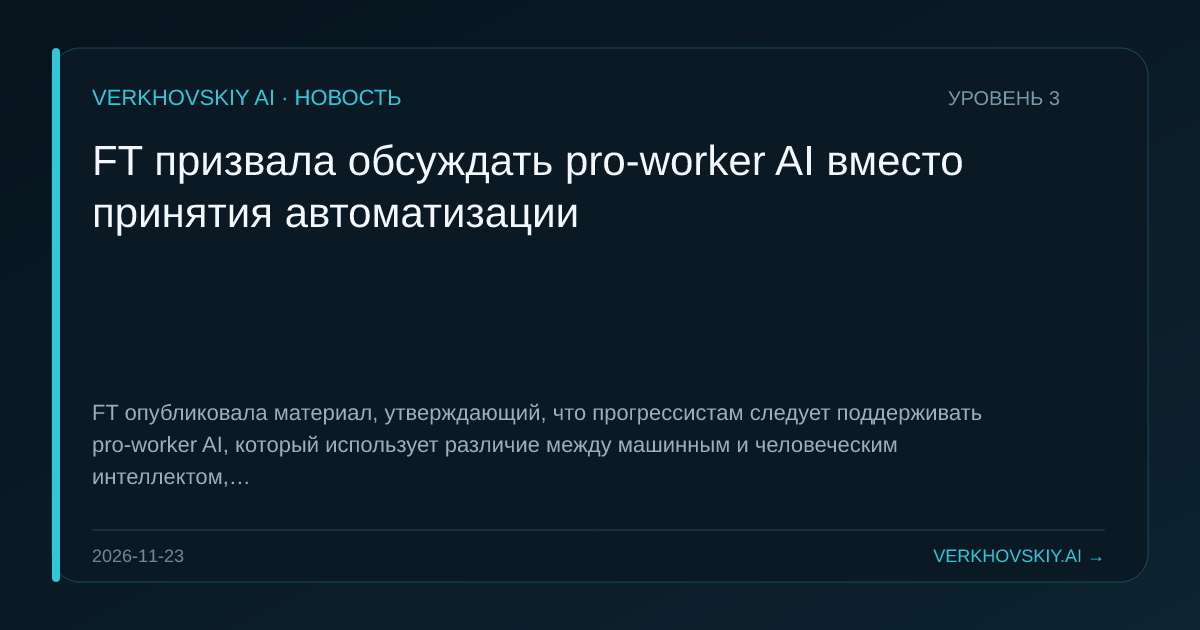 VERKHOVSKIY AI · НОВОСТЬ
УРОВЕНЬ 3
FT призвала обсуждать pro-worker AI вместо
принятия автоматизации
FT опубликовала материал, утверждающий, что прогрессистам следует поддерживать
pro-worker AI, который использует различие между машинным и человеческим
интеллектом,…
2026-11-23
VERKHOVSKIY.AI →